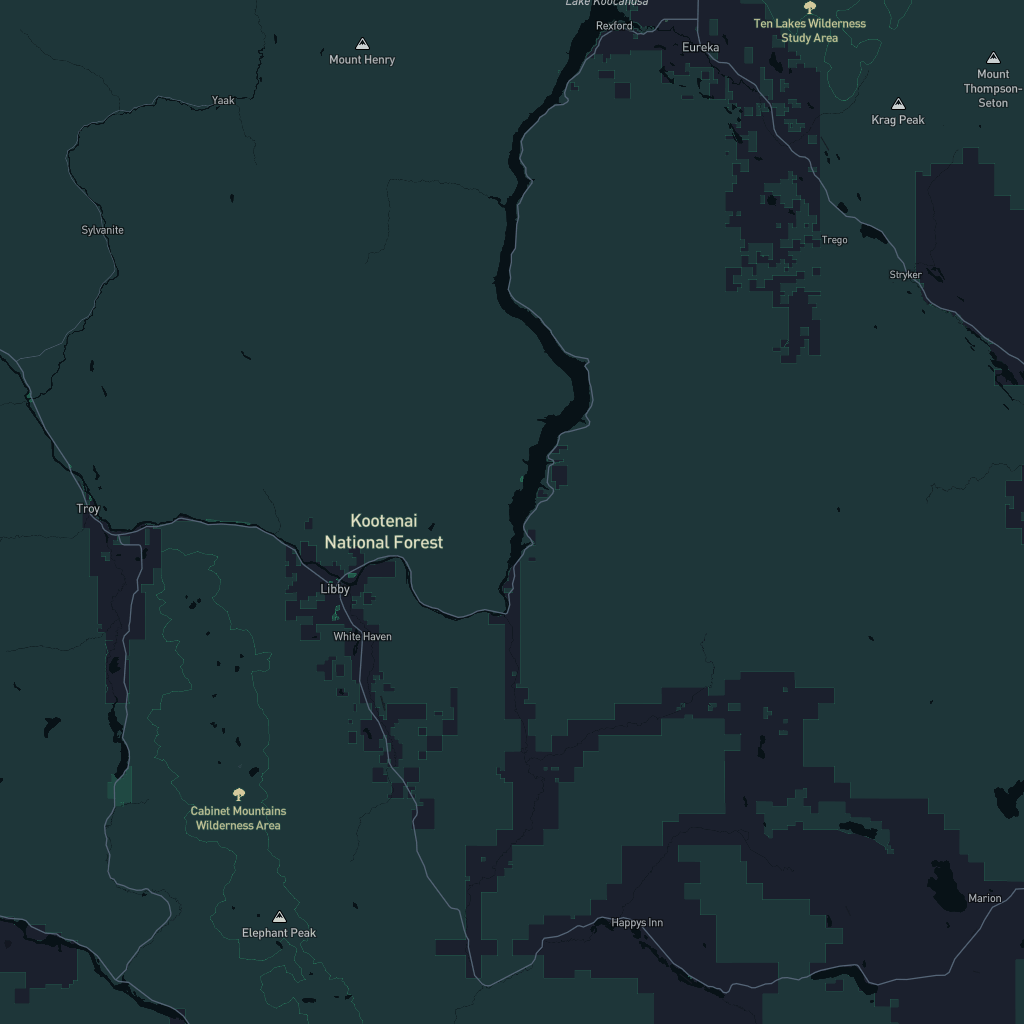 Lake Koocanusa
Rexford
Eureka
Ten Lakes Wilderness
Study Area
Mount Henry
Mount
Thompson-
Seton
Yaak
Krag Peak
Sylvanite
Trego
Stryker
Troy
Kootenai
National Forest
Libby
White Haven
Cabinet Mountains
Wilderness Area
Marion
Elephant Peak
Happys Inn